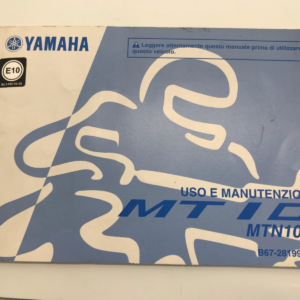 YAMAHA
⚠ Leggere attentamente questo manuale prima di utilizzare
questo veicolo.
E10
USO E MANUTENZIO
MT10
MTN10
B67-28199